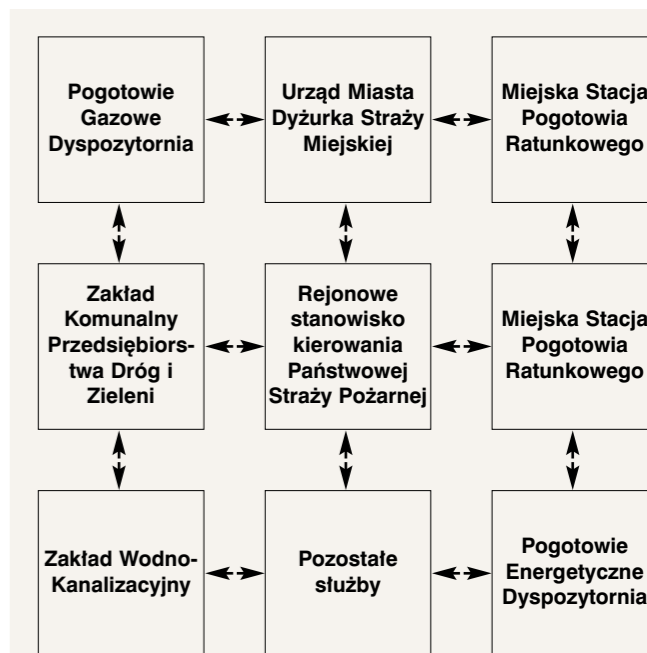 Pogotowie
Gazowe
Dyspozytornia
Urząd Miasta
Dyżurka Straży
Miejskiej
Miejska Stacja
Pogotowia
Ratunkowego
Zakład
Komunalny
Przedsiębiors-
twa Dróg i
Zieleni
Rejonowe
stanowisko
kierowania
Państwowej
Straży Pożarnej
Miejska Stacja
Pogotowia
Ratunkowego
Zakład Wodno-
Kanalizacyjny
Pozostałe
służby
Pogotowie
Energetyczne
Dyspozytornia